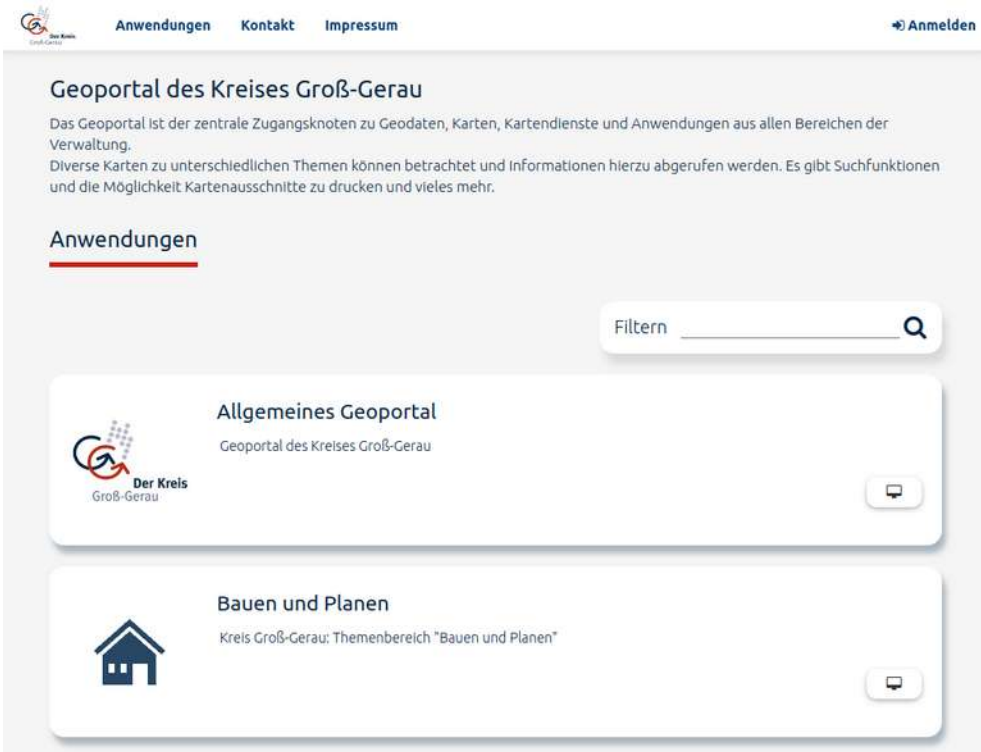 Der Kreis
Groß-Gerau
Anwendungen Kontakt Impressum Anmelden
Geoportal des Kreises Groß-Gerau
Das Geoportal ist der zentrale Zugangsknoten zu Geodaten, Karten, Kartendienste und Anwendungen aus allen Bereichen der
Verwaltung.
Diverse Karten zu unterschiedlichen Themen können betrachtet und Informationen hierzu abgerufen werden. Es gibt Suchfunktionen
und die Möglichkeit Kartenausschnitte zu drucken und vieles mehr.
Anwendungen
Filtern
Allgemeines Geoportal
Geoportal des Kreises Groß-Gerau
Der Kreis
Groß-Gerau
Bauen und Planen
Kreis Groß-Gerau: Themenbereich "Bauen und Planen"